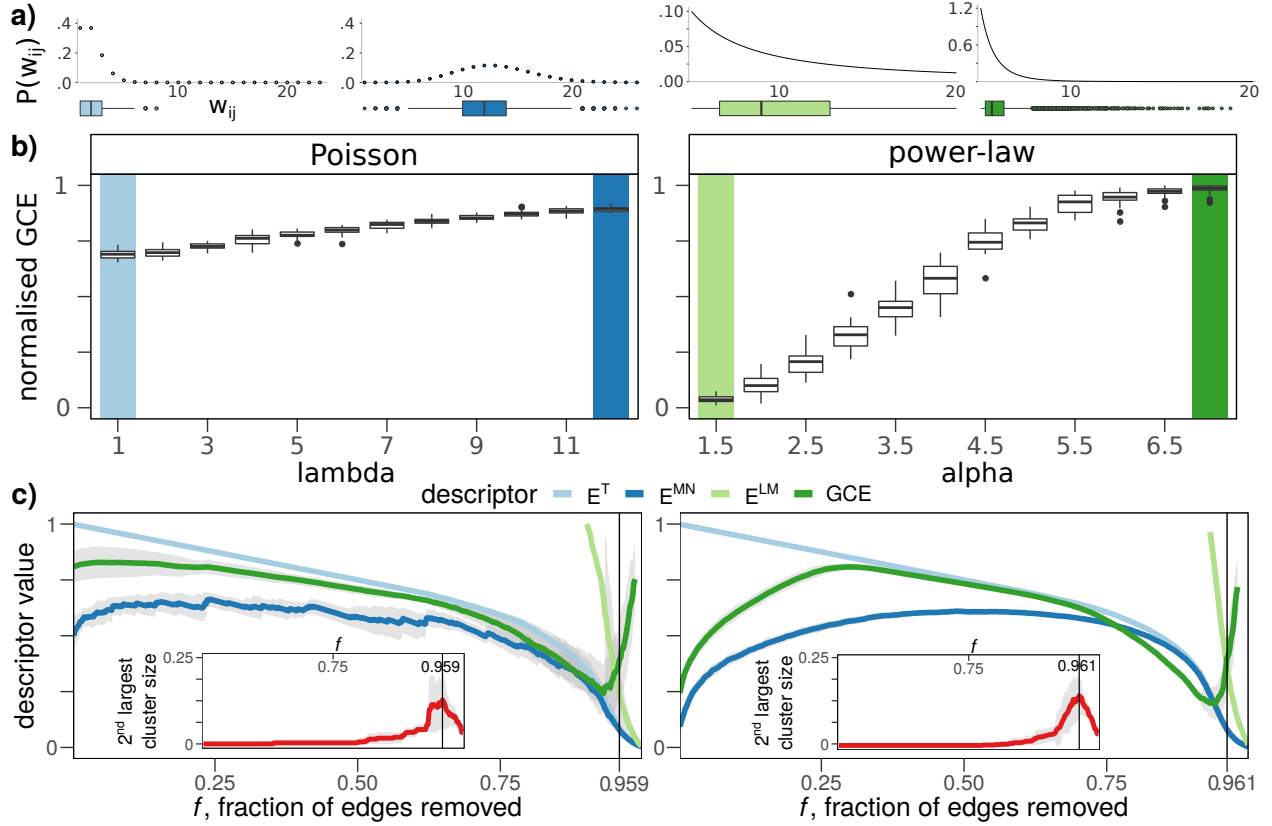 a)
P(w_ij)
.4
.2
.0
10
20
w_ij
.4
.2
.0
10
20
.10
.05
.00
10
20
1.2
0.6
.0
10
20
b)
Poisson
power-law
normalised GCE
1
0
1
3
5
7
9
11
lambda
1
0
1.5
2.5
3.5
4.5
5.5
6.5
alpha
c)
descriptor E^T E^MN E^LM GCE
descriptor value
1
0
0.25
0.50
0.75
0.959
f, fraction of edges removed
f
0.75
0.959
0.25
0
2^nd largest
cluster size
1
0
0.25
0.50
0.75
0.961
f, fraction of edges removed
f
0.75
0.961
0.25
0
2^nd largest
cluster size